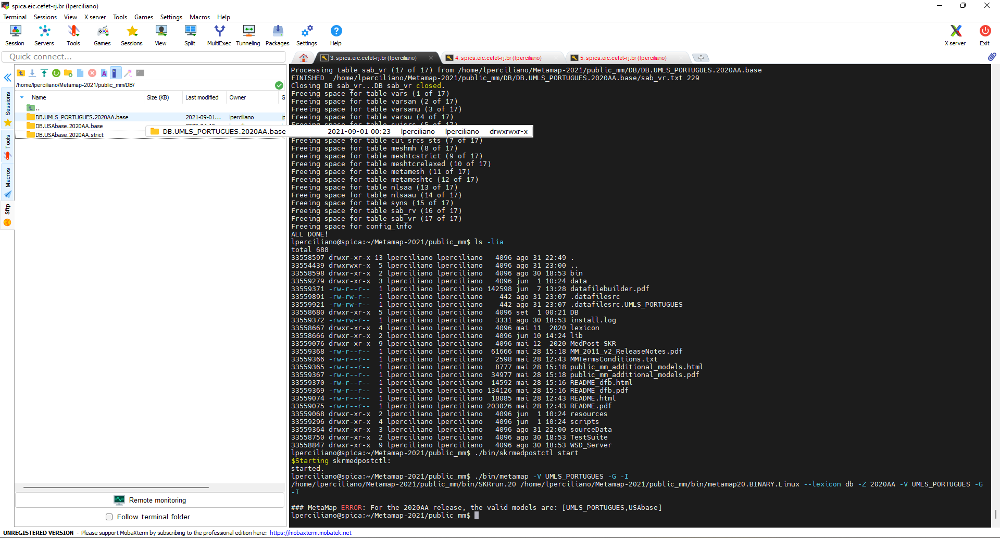 spica.eic.cefet-rj.br (lperciliano)
Terminal Sessions View X server Tools Games Settings Macros Help
Session Servers Tools Games Sessions View Split MultiExec Tunneling Packages Settings Help X server Exit
Quick connect...
3. spica.eic.cefet-rj.br (lperciliano)
4. spica.eic.cefet-rj.br (lperciliano)
5. spica.eic.cefet-rj.br (lperciliano)
/home/lperciliano/Metamap-2021/public_mm/DB/
Name Size (KB) Last modified Owner G
..
DB.UMLS_PORTUGUES.2020AA.base 2021-09-01... lperciliano lp
DB.USAbase.2020AA.base
DB.USAbase.2020AA.strict
DB.UMLS_PORTUGUES.2020AA.base 2021-09-01 00:23 lperciliano lperciliano drwxrwxr-x
Sessions
Tools
Macros
Sftp
Remote monitoring
Follow terminal folder
Processing table sab_vr (17 of 17) from /home/lperciliano/Metamap-2021/public_mm/DB/DB.UMLS_PORTUGUES.2020AA.base
FINISHED /home/lperciliano/Metamap-2021/public_mm/DB/DB.UMLS_PORTUGUES.2020AA.base/sab_vr.txt 229
Closing DB sab_vr...DB sab_vr closed.
Freeing space for table vars (1 of 17)
Freeing space for table varsan (2 of 17)
Freeing space for table varsanu (3 of 17)
Freeing space for table varsu (4 of 17)
Freeing space for table cuisrc (5 of 17)
Freeing space for table cui_srcs_sts (7 of 17)
Freeing space for table meshmh (8 of 17)
Freeing space for table meshtcstrict (9 of 17)
Freeing space for table meshtcrelaxed (10 of 17)
Freeing space for table metamesh (11 of 17)
Freeing space for table metameshtc (12 of 17)
Freeing space for table nlsaa (13 of 17)
Freeing space for table nlsaau (14 of 17)
Freeing space for table syns (15 of 17)
Freeing space for table sab_rv (16 of 17)
Freeing space for table sab_vr (17 of 17)
Freeing space for config_info
ALL DONE!
lperciliano@spica:~/Metamap-2021/public_mm$ ls -lia
total 688
33558597 drwxr-xr-x 13 lperciliano lperciliano 4096 ago 31 22:49 .
33554439 drwxrwxr-x 5 lperciliano lperciliano 4096 ago 31 23:00 ..
33558598 drwxr-xr-x 2 lperciliano lperciliano 4096 ago 30 18:53 bin
33559279 drwxr-xr-x 3 lperciliano lperciliano 4096 jun 1 10:24 data
33559371 -rw-r--r-- 1 lperciliano lperciliano 142598 jun 7 13:28 datafilebuilder.pdf
33559891 -rw-rw-r-- 1 lperciliano lperciliano 442 ago 31 23:07 .datafilesrc
33559921 -rw-rw-r-- 1 lperciliano lperciliano 442 ago 31 23:07 .datafilesrc.UMLS_PORTUGUES
33558680 drwxr-xr-x 5 lperciliano lperciliano 4096 set 1 00:21 DB
33559372 -rw-rw-r-- 1 lperciliano lperciliano 3331 ago 30 18:53 install.log
33558667 drwxr-xr-x 4 lperciliano lperciliano 4096 mai 11 2020 lexicon
33558666 drwxr-xr-x 2 lperciliano lperciliano 4096 jun 10 14:24 lib
33559076 drwxr-xr-x 9 lperciliano lperciliano 4096 mai 12 2020 MedPost-SKR
33559368 -rw-r--r-- 1 lperciliano lperciliano 61666 mai 28 15:18 MM_2011_v2_ReleaseNotes.pdf
33559366 -rw-r--r-- 1 lperciliano lperciliano 2598 mai 28 12:43 MMTermsConditions.txt
33559365 -rw-r--r-- 1 lperciliano lperciliano 8777 mai 28 15:18 public_mm_additional_models.html
33559367 -rw-r--r-- 1 lperciliano lperciliano 34977 mai 28 15:18 public_mm_additional_models.pdf
33559370 -rw-r--r-- 1 lperciliano lperciliano 14592 mai 28 15:16 README_dfb.html
33559369 -rw-r--r-- 1 lperciliano lperciliano 134126 mai 28 15:16 README_dfb.pdf
33559074 -rw-r--r-- 1 lperciliano lperciliano 18085 mai 28 12:43 README.html
33559075 -rw-r--r-- 1 lperciliano lperciliano 203026 mai 28 12:43 README.pdf
33559068 drwxr-xr-x 2 lperciliano lperciliano 4096 jun 1 10:24 resources
33559296 drwxr-xr-x 4 lperciliano lperciliano 4096 jun 1 10:24 scripts
33559364 drwxr-xr-x 3 lperciliano lperciliano 4096 ago 31 22:00 sourceData
33558750 drwxr-xr-x 2 lperciliano lperciliano 4096 ago 30 18:53 TestSuite
33558847 drwxr-xr-x 9 lperciliano lperciliano 4096 ago 30 18:53 WSD_Server
lperciliano@spica:~/Metamap-2021/public_mm$ ./bin/skrmedpostctl start
$Starting skrmedpostctl:
started.
lperciliano@spica:~/Metamap-2021/public_mm$ ./bin/metamap -V UMLS_PORTUGUES -G -I
/home/lperciliano/Metamap-2021/public_mm/bin/SKRrun.20 /home/lperciliano/Metamap-2021/public_mm/bin/metamap20.BINARY.Linux --lexicon db -Z 2020AA -V UMLS_PORTUGUES -G
-I
### MetaMap ERROR: For the 2020AA release, the valid models are: [UMLS_PORTUGUES,USAbase]
lperciliano@spica:~/Metamap-2021/public_mm$
UNREGISTERED VERSION - Please support MobaXterm by subscribing to the professional edition here: https://mobaxterm.mobatek.net